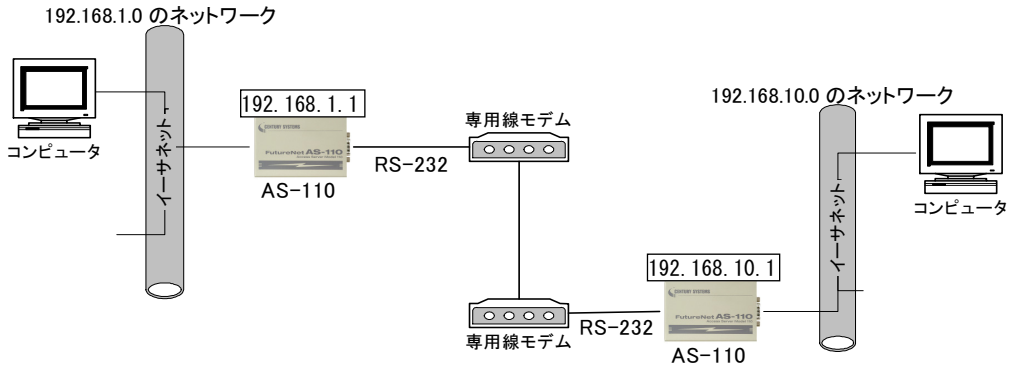 192.168.1.0 のネットワーク
192.168.1.1
コンピュータ
イーサネット
CENTURY SYSTEMS
FutureNet AS-110
AS-110
RS-232
専用線モデム
192.168.10.0 のネットワーク
コンピュータ
イーサネット
192.168.10.1
CENTURY SYSTEMS
FutureNet AS-110
AS-110
RS-232
専用線モデム